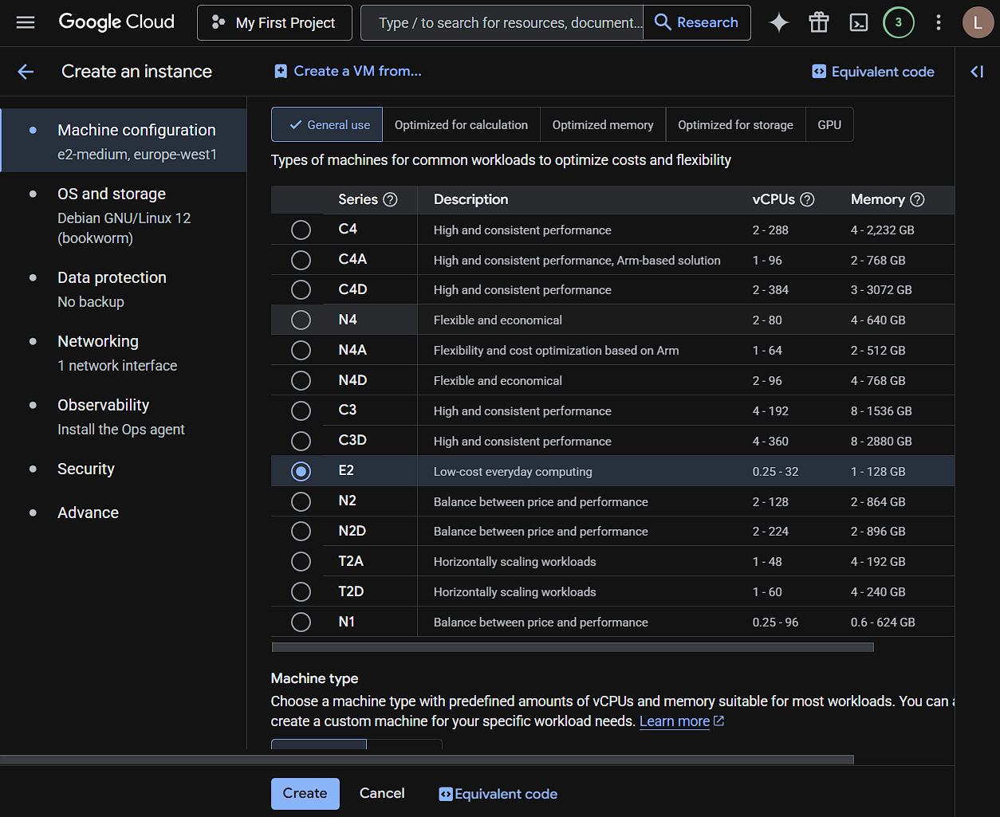 Google Cloud
My First Project
Type / to search for resources, document...
Research
3
L
Create an instance
Create a VM from...
Equivalent code
Machine configuration
e2-medium, europe-west1
OS and storage
Debian GNU/Linux 12
(bookworm)
Data protection
No backup
Networking
1 network interface
Observability
Install the Ops agent
Security
Advance
General use
Optimized for calculation
Optimized memory
Optimized for storage
GPU
Types of machines for common workloads to optimize costs and flexibility
Series Description vCPUs Memory
C4 High and consistent performance 2 - 288 4 - 2,232 GB
C4A High and consistent performance, Arm-based solution 1 - 96 2 - 768 GB
C4D High and consistent performance 2 - 384 3 - 3072 GB
N4 Flexible and economical 2 - 80 4 - 640 GB
N4A Flexibility and cost optimization based on Arm 1 - 64 2 - 512 GB
N4D Flexible and economical 2 - 96 4 - 768 GB
C3 High and consistent performance 4 - 192 8 - 1536 GB
C3D High and consistent performance 4 - 360 8 - 2880 GB
E2 Low-cost everyday computing 0.25 - 32 1 - 128 GB
N2 Balance between price and performance 2 - 128 2 - 864 GB
N2D Balance between price and performance 2 - 224 2 - 896 GB
T2A Horizontally scaling workloads 1 - 48 4 - 192 GB
T2D Horizontally scaling workloads 1 - 60 4 - 240 GB
N1 Balance between price and performance 0.25 - 96 0.6 - 624 GB
Machine type
Choose a machine type with predefined amounts of vCPUs and memory suitable for most workloads. You can
create a custom machine for your specific workload needs. Learn more
Create
Cancel
Equivalent code